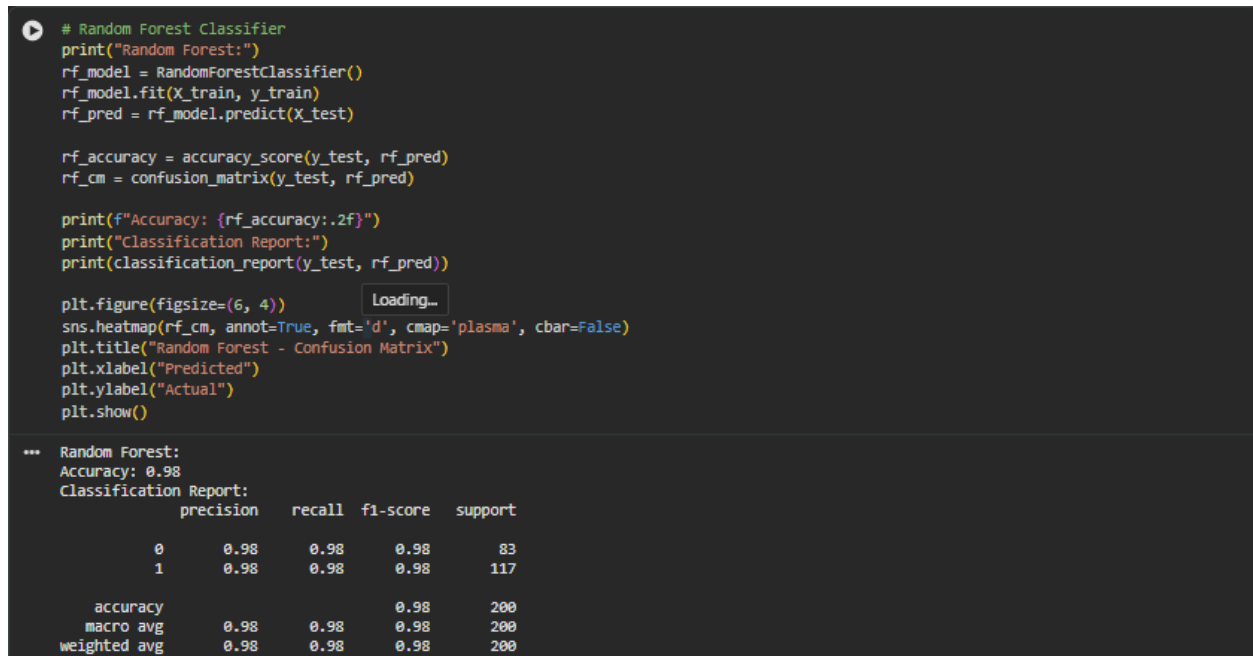 # Random Forest Classifier
print("Random Forest:")
rf_model = RandomForestClassifier()
rf_model.fit(X_train, y_train)
rf_pred = rf_model.predict(X_test)
rf_accuracy = accuracy_score(y_test, rf_pred)
rf_cm = confusion_matrix(y_test, rf_pred)
print(f"Accuracy: {rf_accuracy:.2f}")
print("Classification Report:")
print(classification_report(y_test, rf_pred))
plt.figure(figsize=(6, 4))
Loading...
sns.heatmap(rf_cm, annot=True, fmt='d', cmap='plasma', cbar=False)
plt.title("Random Forest - Confusion Matrix")
plt.xlabel("Predicted")
plt.ylabel("Actual")
plt.show()
Random Forest:
Accuracy: 0.98
Classification Report:
precision recall f1-score support
0 0.98 0.98 0.98 83
1 0.98 0.98 0.98 117
accuracy 0.98 200
macro avg 0.98 0.98 0.98 200
weighted avg 0.98 0.98 0.98 200